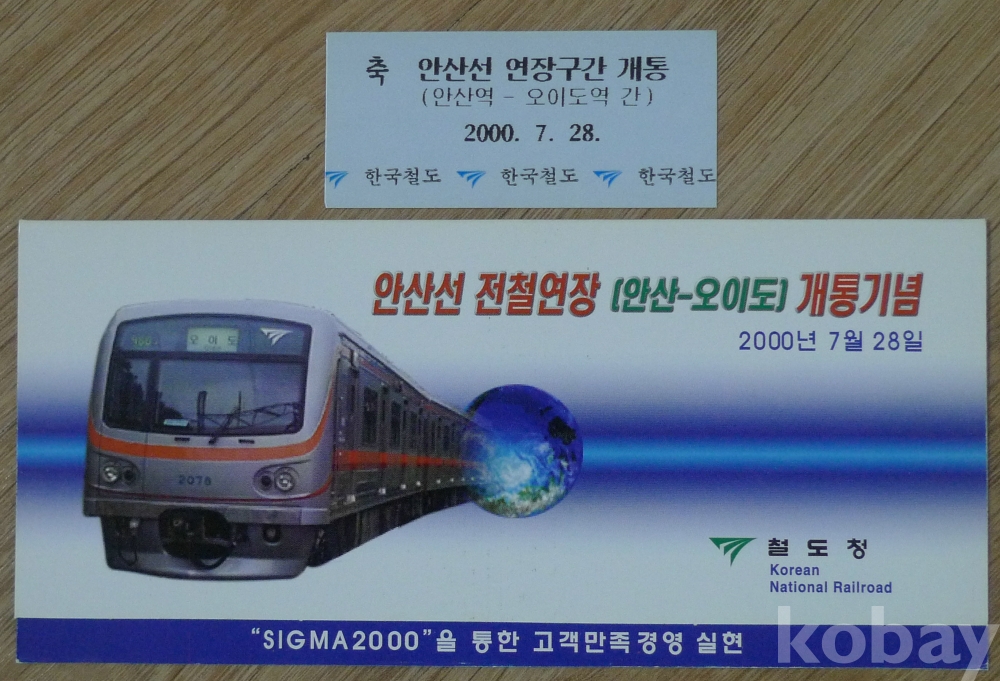 축 안산선 연장구간 개통
(안산역 - 오이도역 간)
2000. 7. 28.
한국철도 한국철도 한국철도
안산선 전철연장 (안산-오이도) 개통기념
2000년 7월 28일
오이도
2078
철도청
Korean
National Railroad
"SIGMA2000"을 통한 고객만족경영 실현
kobay